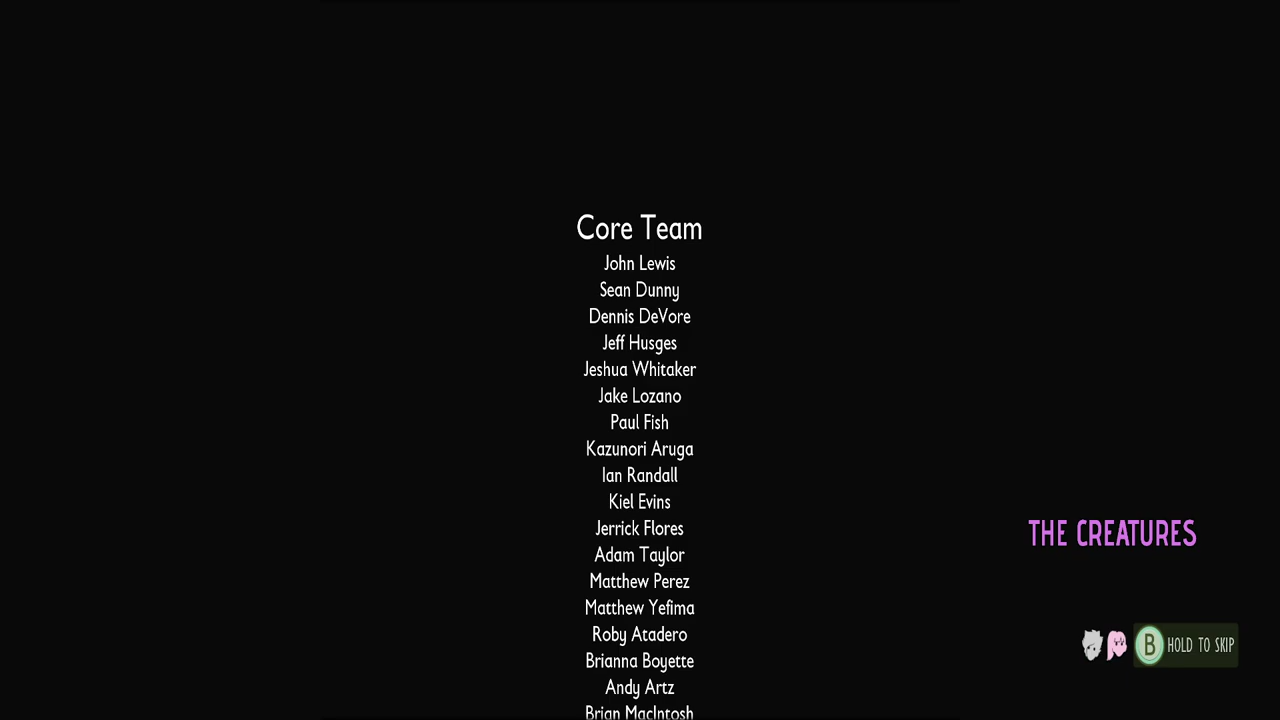 Core Team
John Lewis
Sean Dunny
Dennis DeVore
Jeff Husges
Jeshua Whitaker
Jake Lozano
Paul Fish
Kazunori Aruga
Ian Randall
Kiel Evins
Jerrick Flores
Adam Taylor
Matthew Perez
Matthew Yefima
Roby Atadero
Brianna Boyette
Andy Artz
Brian MacIntosh
THE CREATURES
B HOLD TO SKIP